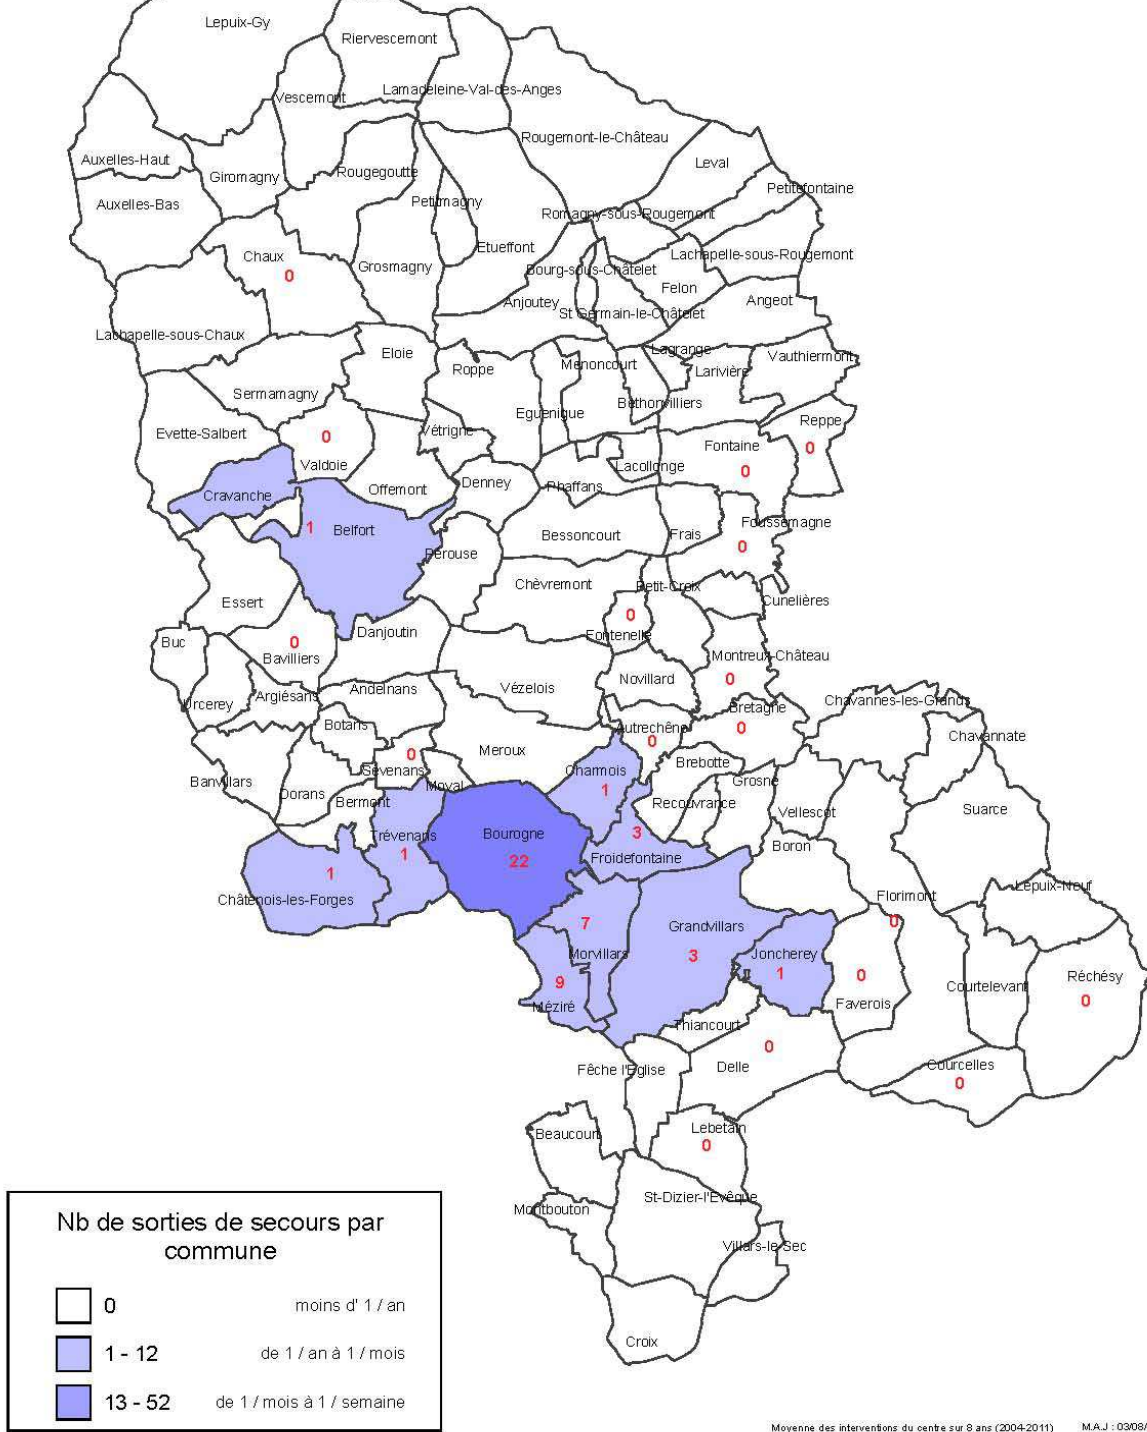 Lepuix-Gy
Riervescemont
Lamadeleine-Val-des-Anges
Vescemont
Rougemont-le-Château
Auxelles-Haut
Leval
Giromagny
Rougegoutte
Petitefontaine
Auxelles-Bas
Petitmagny
Romagny-sous-Rougemont
Etueffont
Chaux
0
Lachapelle-sous-Rougemont
Grosmagny
Bourg-sous-Châtelet
Felon
Anjoutey
Angeot
St Germain-le-Châtelet
Lachapelle-sous-Chaux
Eloie
Lagrange
Vauthiermont
Roppe
Menoncourt
Larivière
Sermamagny
Bethonvilliers
Eguenigue
Reppe
0
Evette-Salbert
0
Valdoie
Vétrigne
Fontaine
0
Lacollonge
Offemont
Denney
Phaffans
Cravanche
Foussemagne
0
1
Belfort
Bessoncourt
Frais
Pérouse
Chèvremont
Petit-Croix
Cunelières
Essert
0
Fontenelle
Buc
0
Bavilliers
Danjoutin
Montreux-Château
0
Novillard
Vézelois
Andelnans
Argiésans
Urcerey
Chavannes-les-Grands
Bretagne
0
Botans
Autrechêne
0
Chavannate
Meroux
0
Sévenans
Brebotte
Charmois
1
Banvillars
Moval
Grosne
Dorans
Bermont
Recouvrance
Vellescot
Suarce
Trévenans
1
Bourogne
22
3
Froidefontaine
Boron
1
Châtenois-les-Forges
Lepuix-Neuf
Florimont
0
7
Morvillars
Grandvillars
3
Joncherey
1
9
Méziré
0
Faverois
Courtelevant
Réchésy
0
Thiancourt
0
Delle
Fêche l'Eglise
Courcelles
0
Beaucourt
Lebetain
0
St-Dizier-l'Evêque
Montbouton
Villars-le-Sec
Croix
Nb de sorties de secours par
commune
0 moins d' 1 / an
1 - 12 de 1 / an à 1 / mois
13 - 52 de 1 / mois à 1 / semaine
Moyenne des interventions du centre sur 8 ans (2004-2011) M.A.J : 03/08/